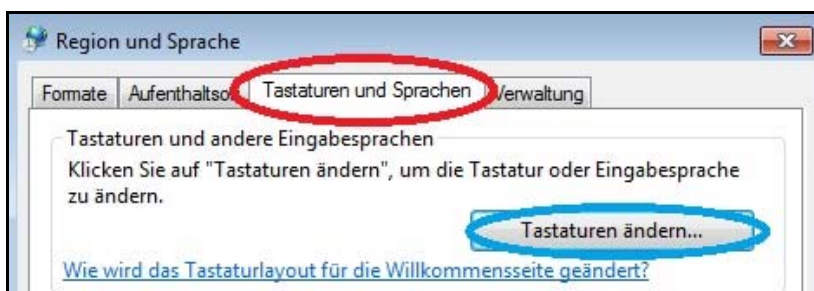 Region und Sprache
Formate Aufenthaltsor Tastaturen und Sprachen Verwaltung
Tastaturen und andere Eingabesprachen
Klicken Sie auf "Tastaturen ändern", um die Tastatur oder Eingabesprache
zu ändern.
Tastaturen ändern...
Wie wird das Tastaturlayout für die Willkommensseite geändert?